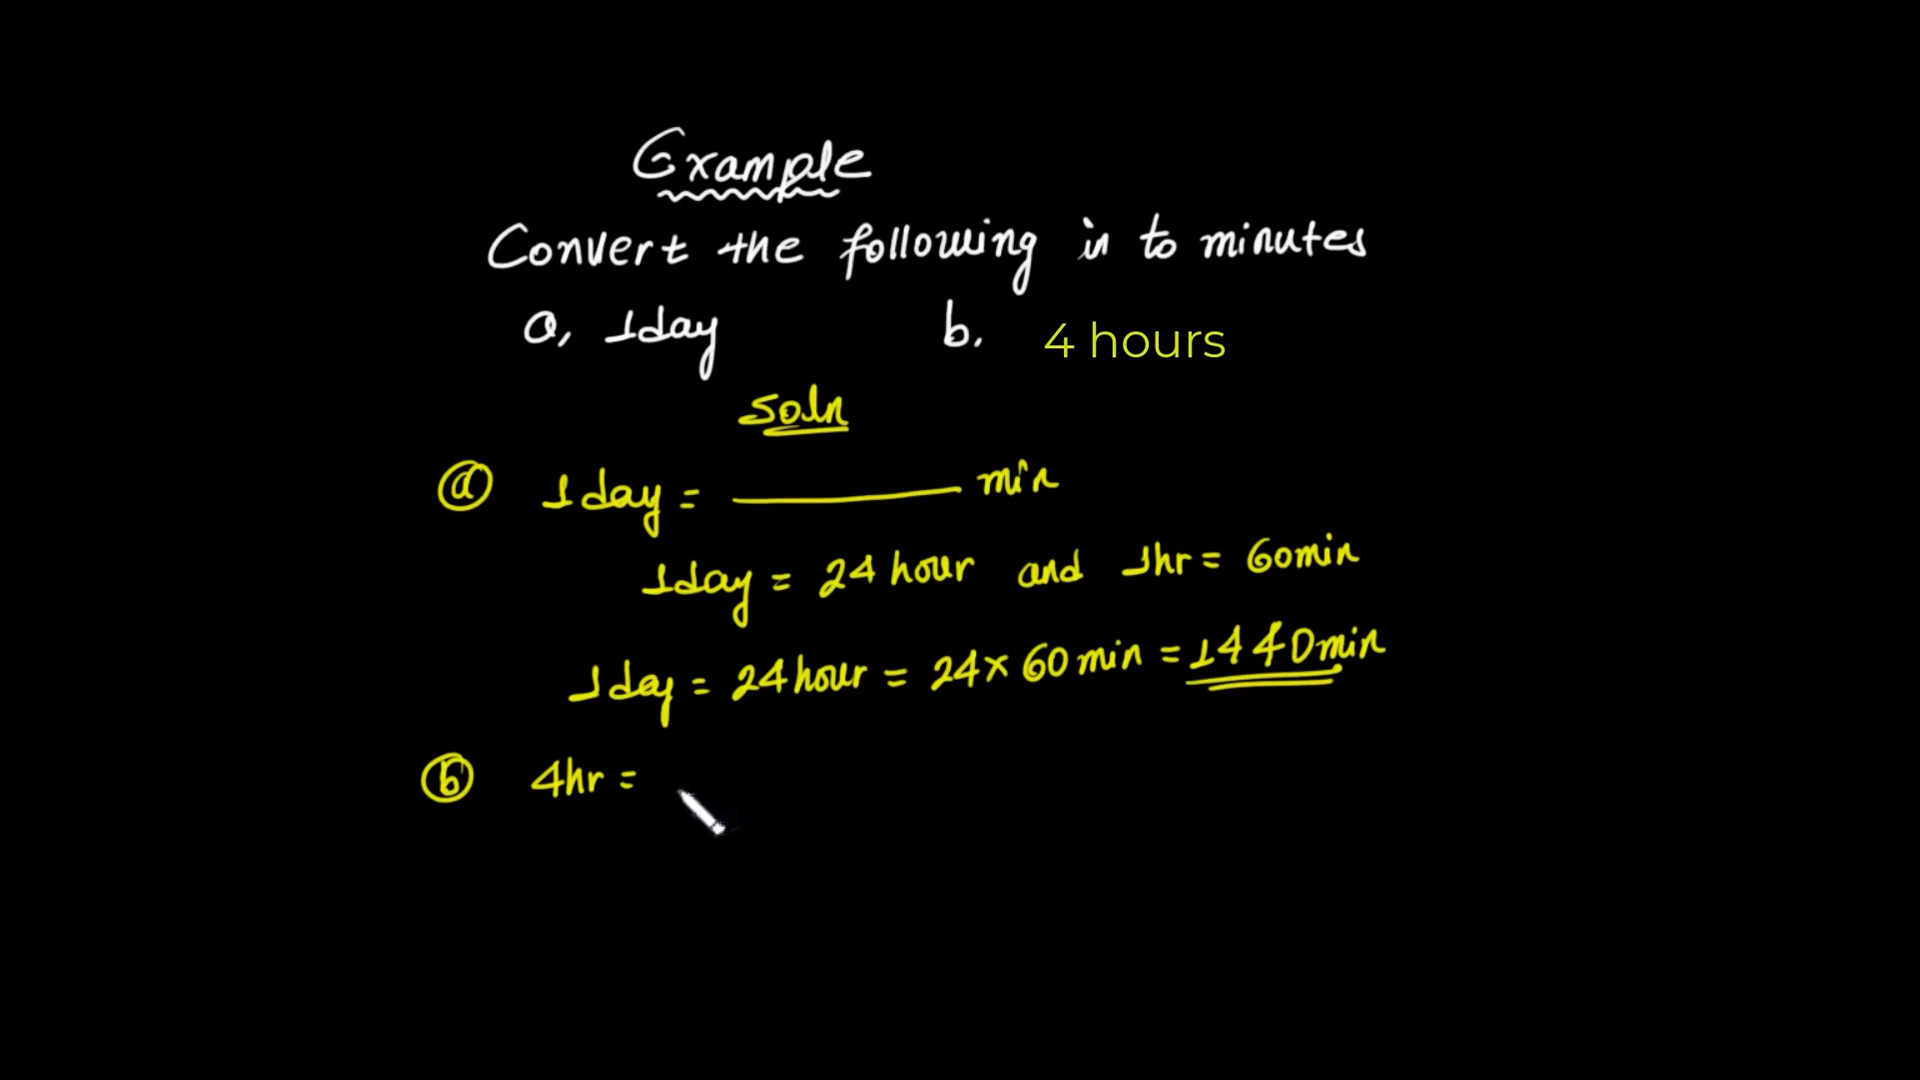 Example
Convert the following in to minutes
a, 1day b. 4 hours
Soln
a 1day = ______ min
1day = 24 hour and 1hr = 60min
1day = 24hour = 24 × 60 min = 1440min
b 4hr =